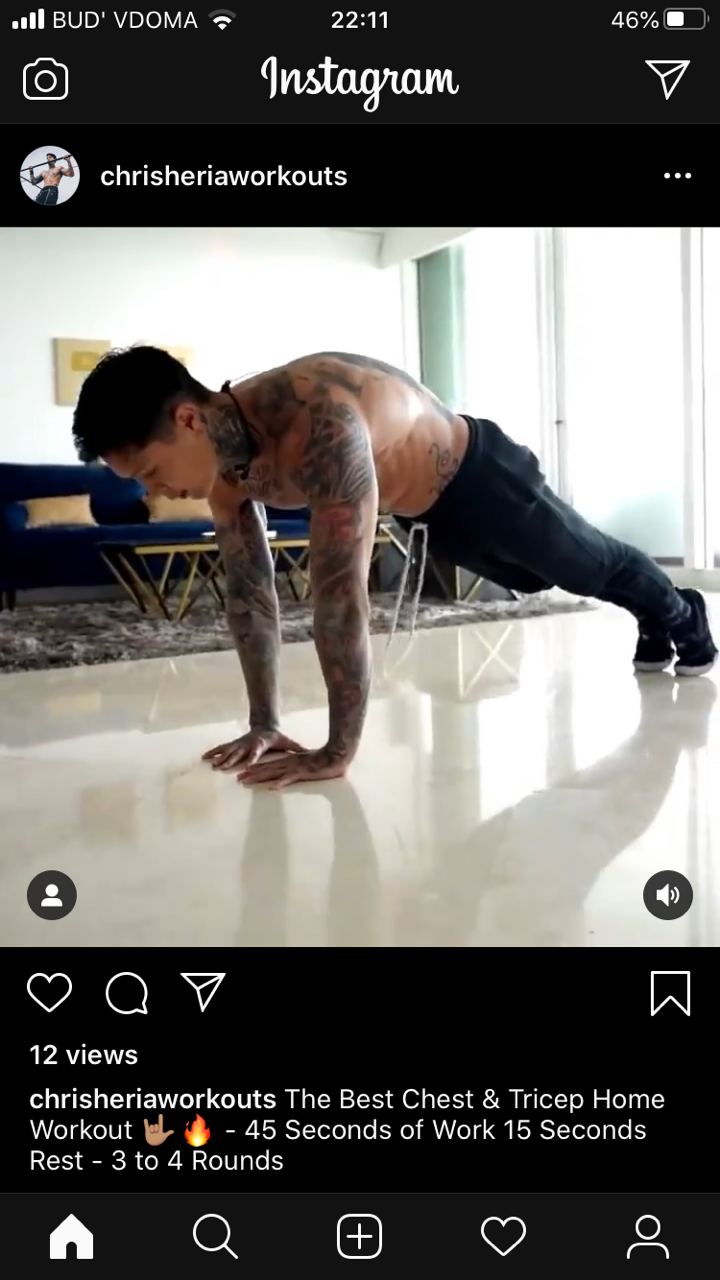 BUD' VDOMA 22:11 46%
Instagram
chrisheriaworkouts
12 views
chrisheriaworkouts The Best Chest & Tricep Home
Workout 🤟🏽🔥 - 45 Seconds of Work 15 Seconds
Rest - 3 to 4 Rounds